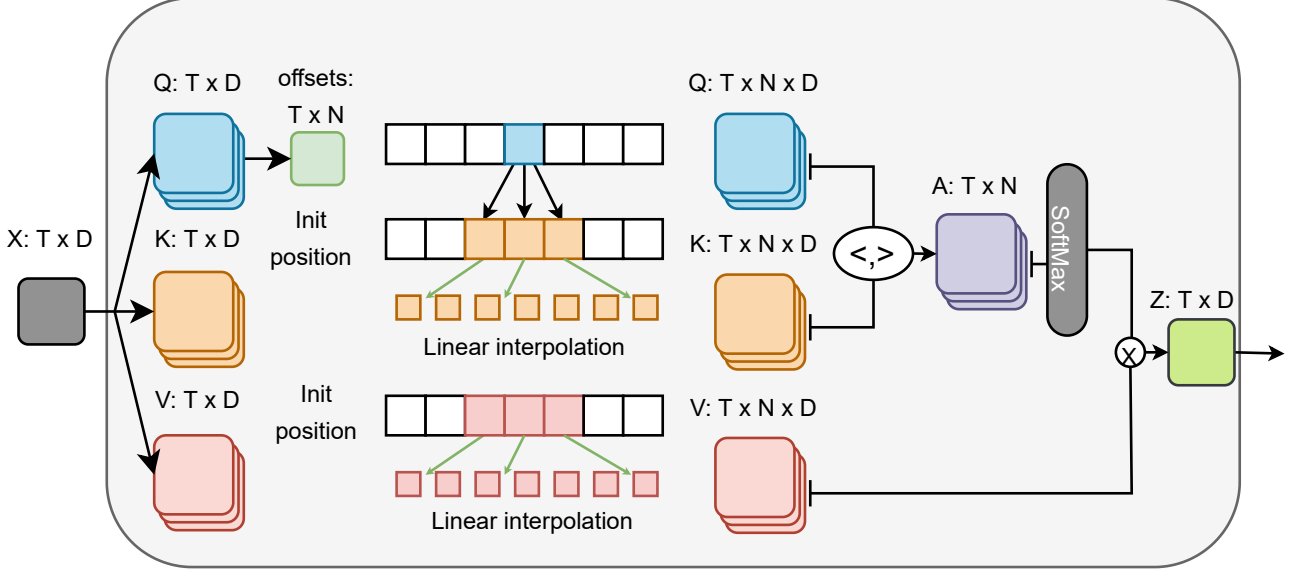 X: T x D
Q: T x D
offsets:
T x N
K: T x D
Init
position
V: T x D
Init
position
Linear interpolation
Linear interpolation
Q: T x N x D
K: T x N x D
V: T x N x D
<,>
A: T x N
SoftMax
X
Z: T x D